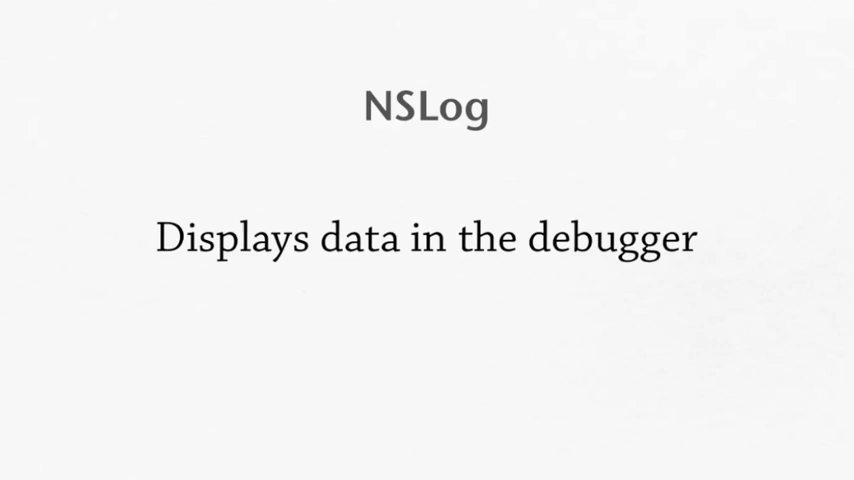 NSLog
Displays data in the debugger